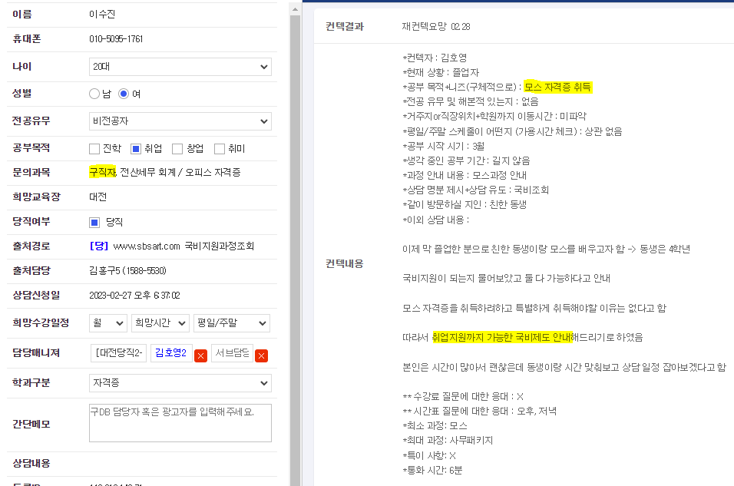 이름 이수진
휴대폰 010-5095-1761
나이 20대
성별 남 여
전공유무 비전공자
공부목적 진학 취업 창업 취미
문의과목 구직자, 전산세무 회계 / 오피스 자격증
희망교육장 대전
당직여부 당직
출처경로 [당] www.sbsart.com 국비지원과정조회
출처담당 김홍구5 (1588-5530)
상담신청일 2023-02-27 오후 6:37:02
희망수강일정 월 희망시간 평일/주말
담당매니져 [대전당직2- 김호영2 서브담당
학과구분 자격증
간단메모 구DB 담당자 혹은 광고자를 입력해주세요.
상담내용
컨택결과 재컨택요망 02.28
컨택내용
*컨텍자 : 김호영
*현재 상황 : 졸업자
*공부 목적+니즈(구체적으로) : 모스 자격증 취득
*전공 유무 및 해본적 있는지 : 없음
*거주지or직장위치+학원까지 이동시간 : 미파악
*평일/주말 스케줄이 어떤지 (가용시간 체크) : 상관 없음
*공부 시작 시기 : 3월
*생각 중인 공부 기간 : 길지 않음
*과정 안내 내용 : 모스과정 안내
*상담 명분 제시+상담 유도 : 국비조회
*같이 방문하실 지인 : 친한 동생
*이외 상담 내용 :
이제 막 졸업한 분으로 친한 동생이랑 모스를 배우고자 함 -> 동생은 4학년
국비지원이 되는지 물어보았고 둘 다 가능하다고 안내
모스 자격증을 취득하려하고 특별하게 취득해야할 이유는 없다고 함
따라서 취업지원까지 가능한 국비제도 안내해드리기로 하였음
본인은 시간이 많아서 괜찮은데 동생이랑 시간 맞춰보고 상담 일정 잡아보겠다고 함
** 수강료 질문에 대한 응대 : X
** 시간표 질문에 대한 응대 : 오후, 저녁
*최소 과정: 모스
*최대 과정: 사무패키지
*특이 사항: X
*통화 시간: 6분